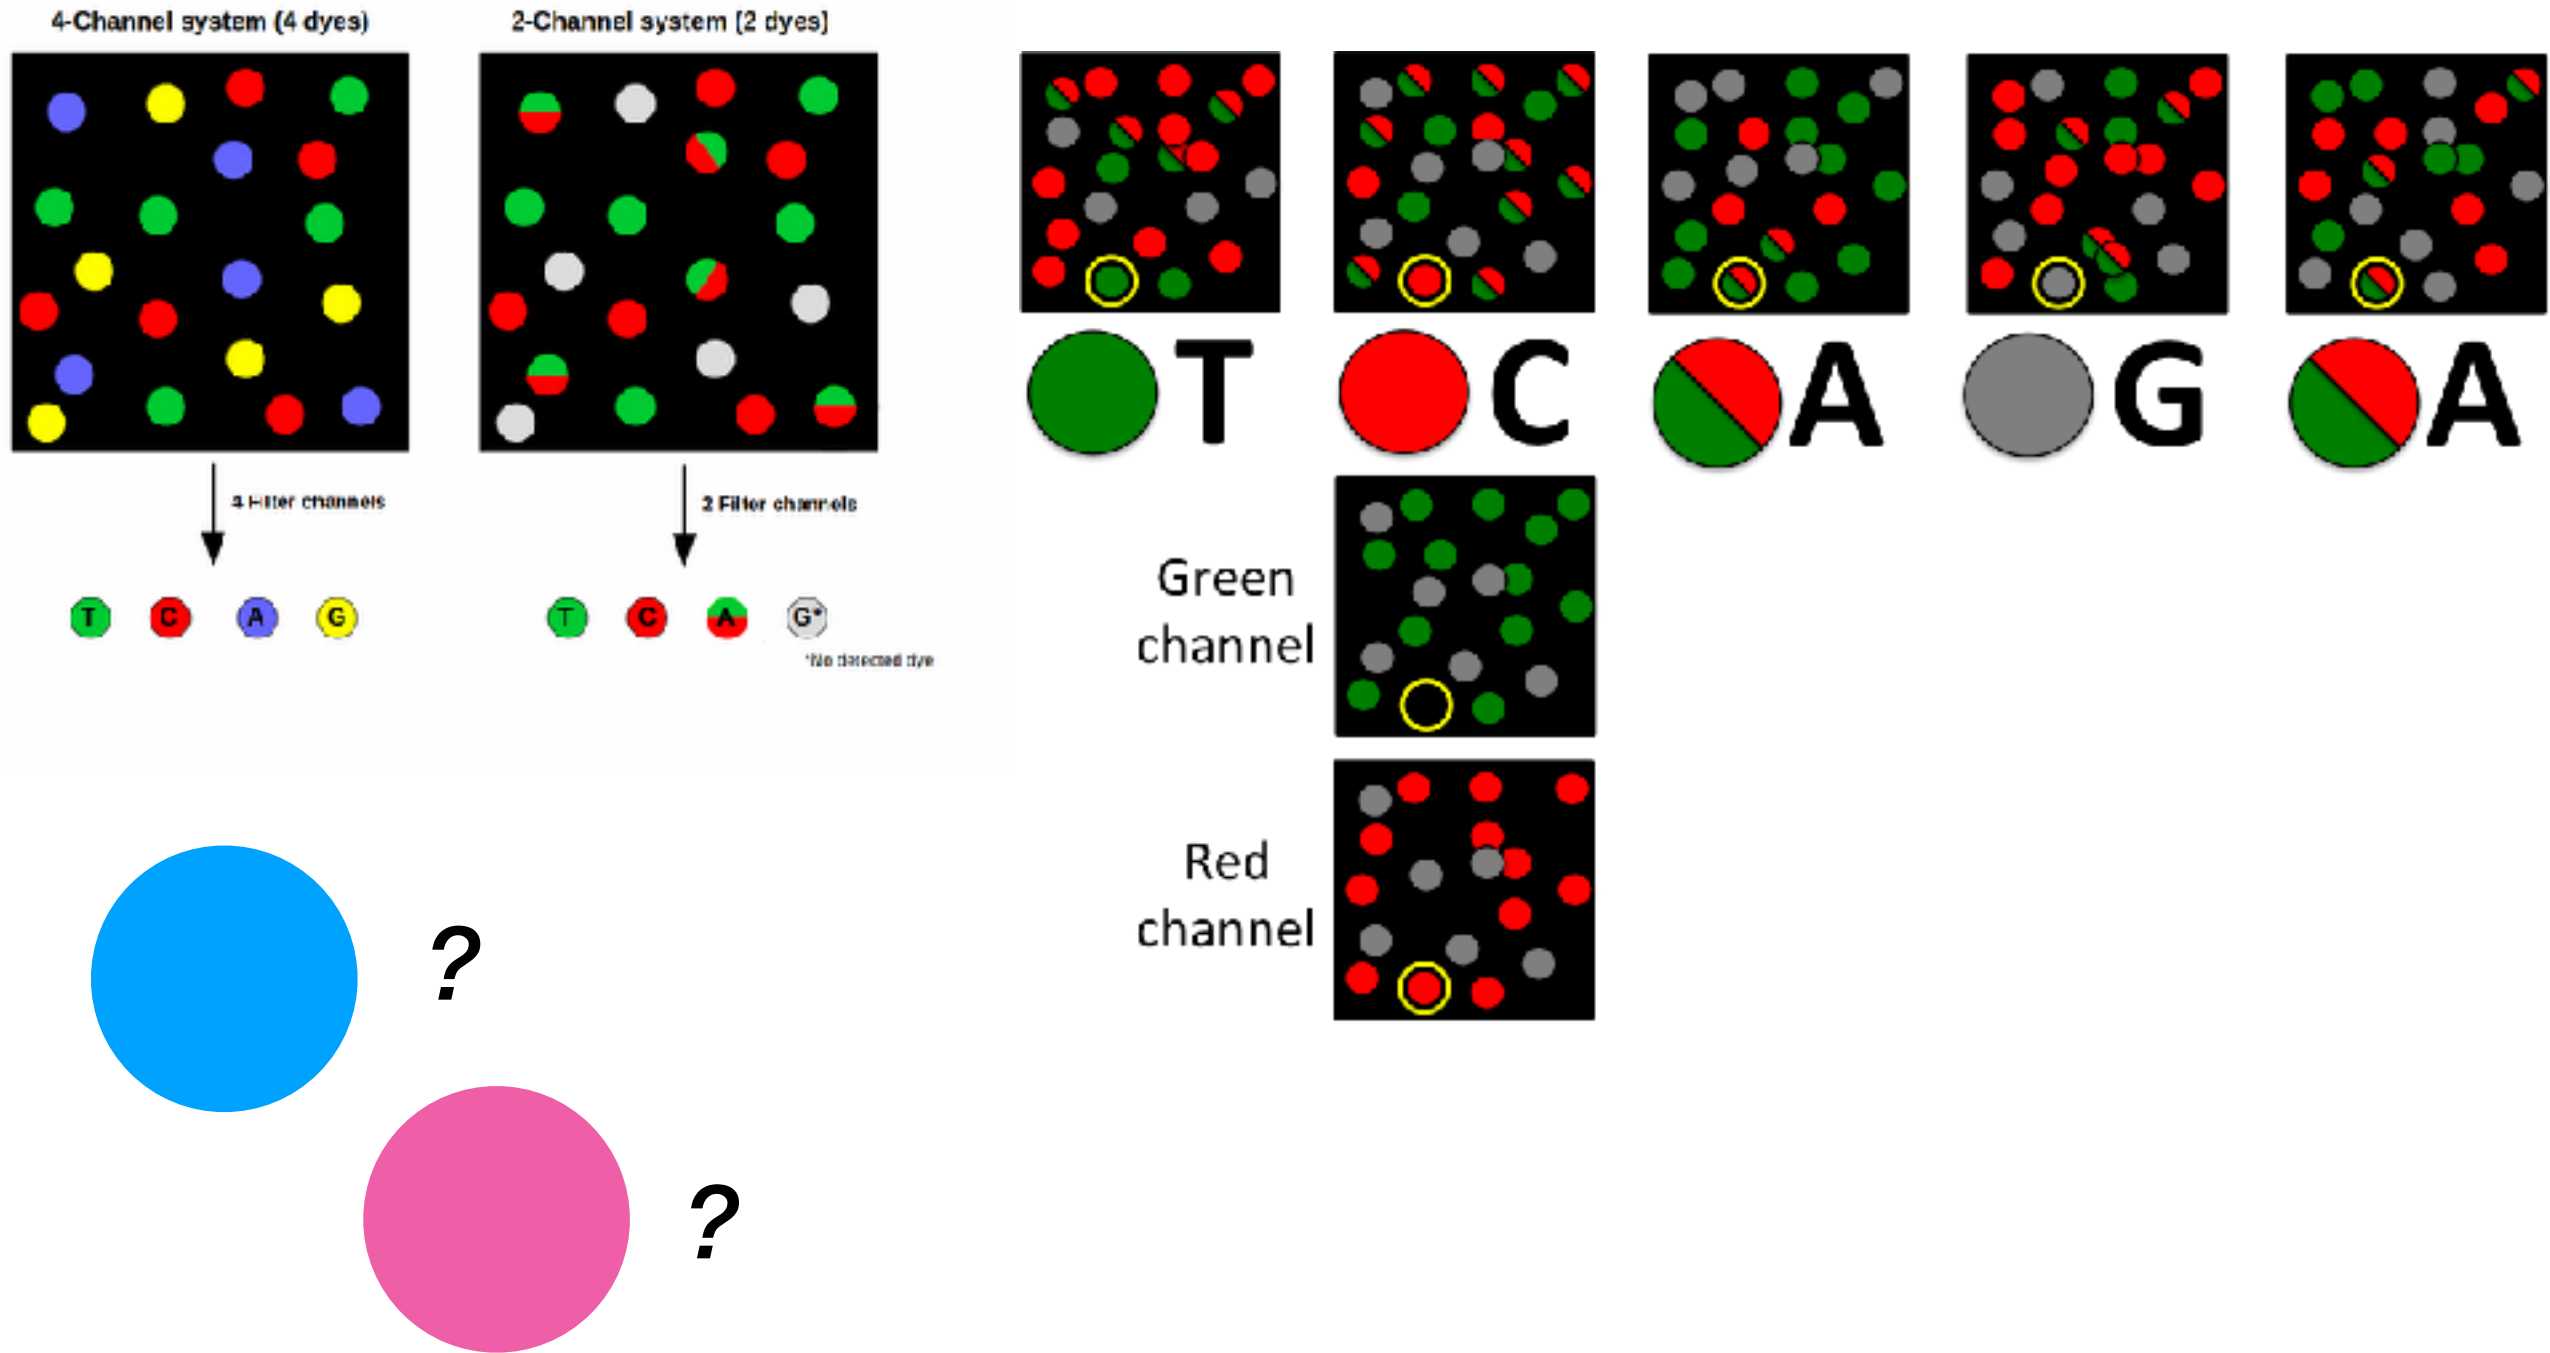 4-Channel system (4 dyes)
2-Channel system (2 dyes)
4 Filter channels
2 Filter channels
T C A G
T C A G*
*No detected dye
T C A G A
Green
channel
Red
channel
?
?